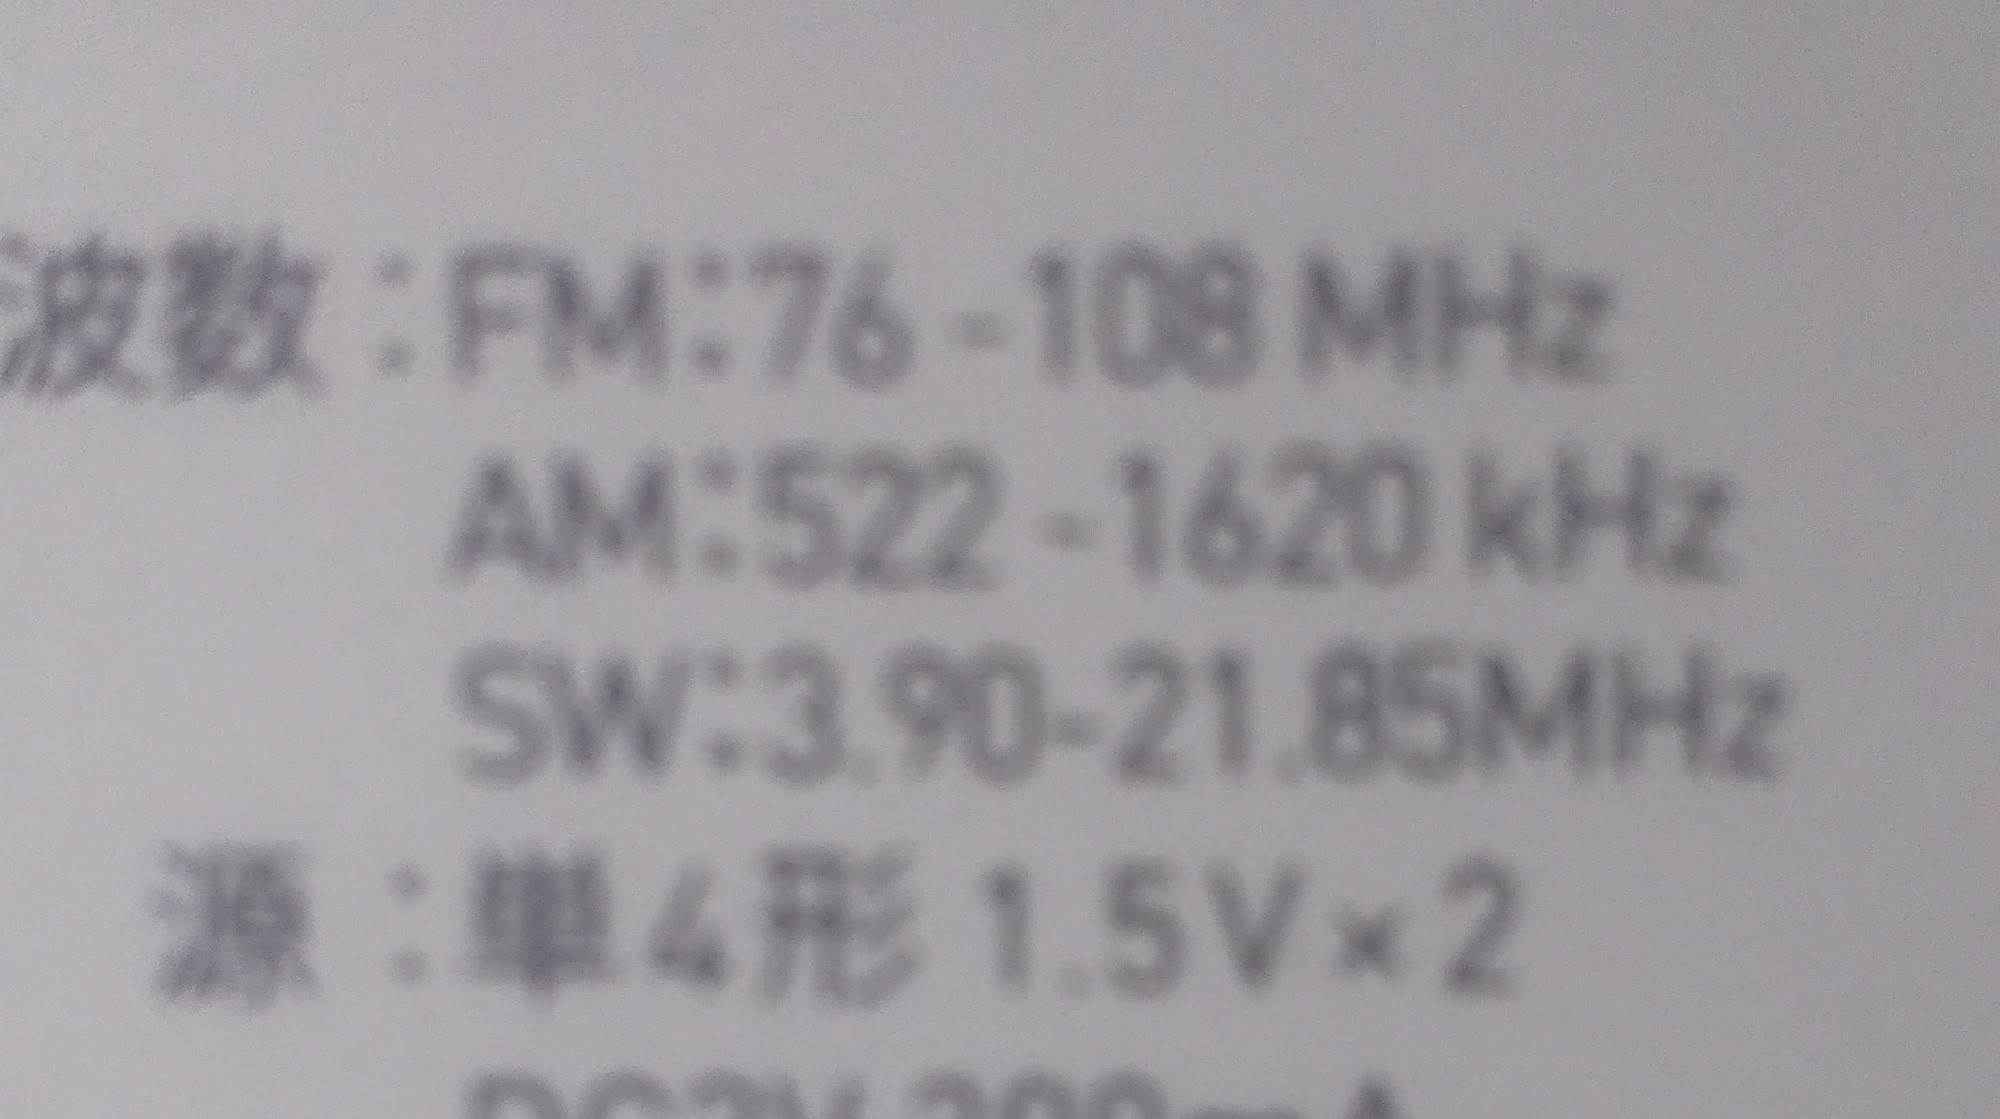 波数：FM：76 -108 MHz
AM：522 -1620 kHz
SW：3.90-21.85MHz
源：単4形 1.5V×2